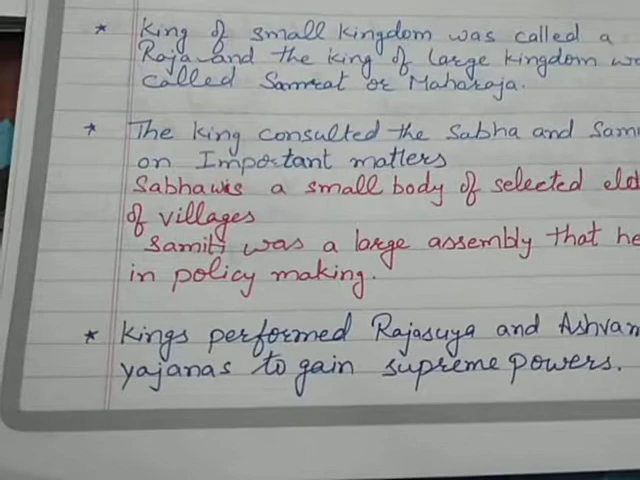 * King of small kingdom was called a
Raja and the king of large kingdom
called Samrat or Maharaja.
* The king consulted the Sabha and
on Important matters
Sabha was a small body of selected
of villages
Samiti was a large assembly that
in policy making.
* Kings performed Rajasuya and
yajanas to gain supreme powers.